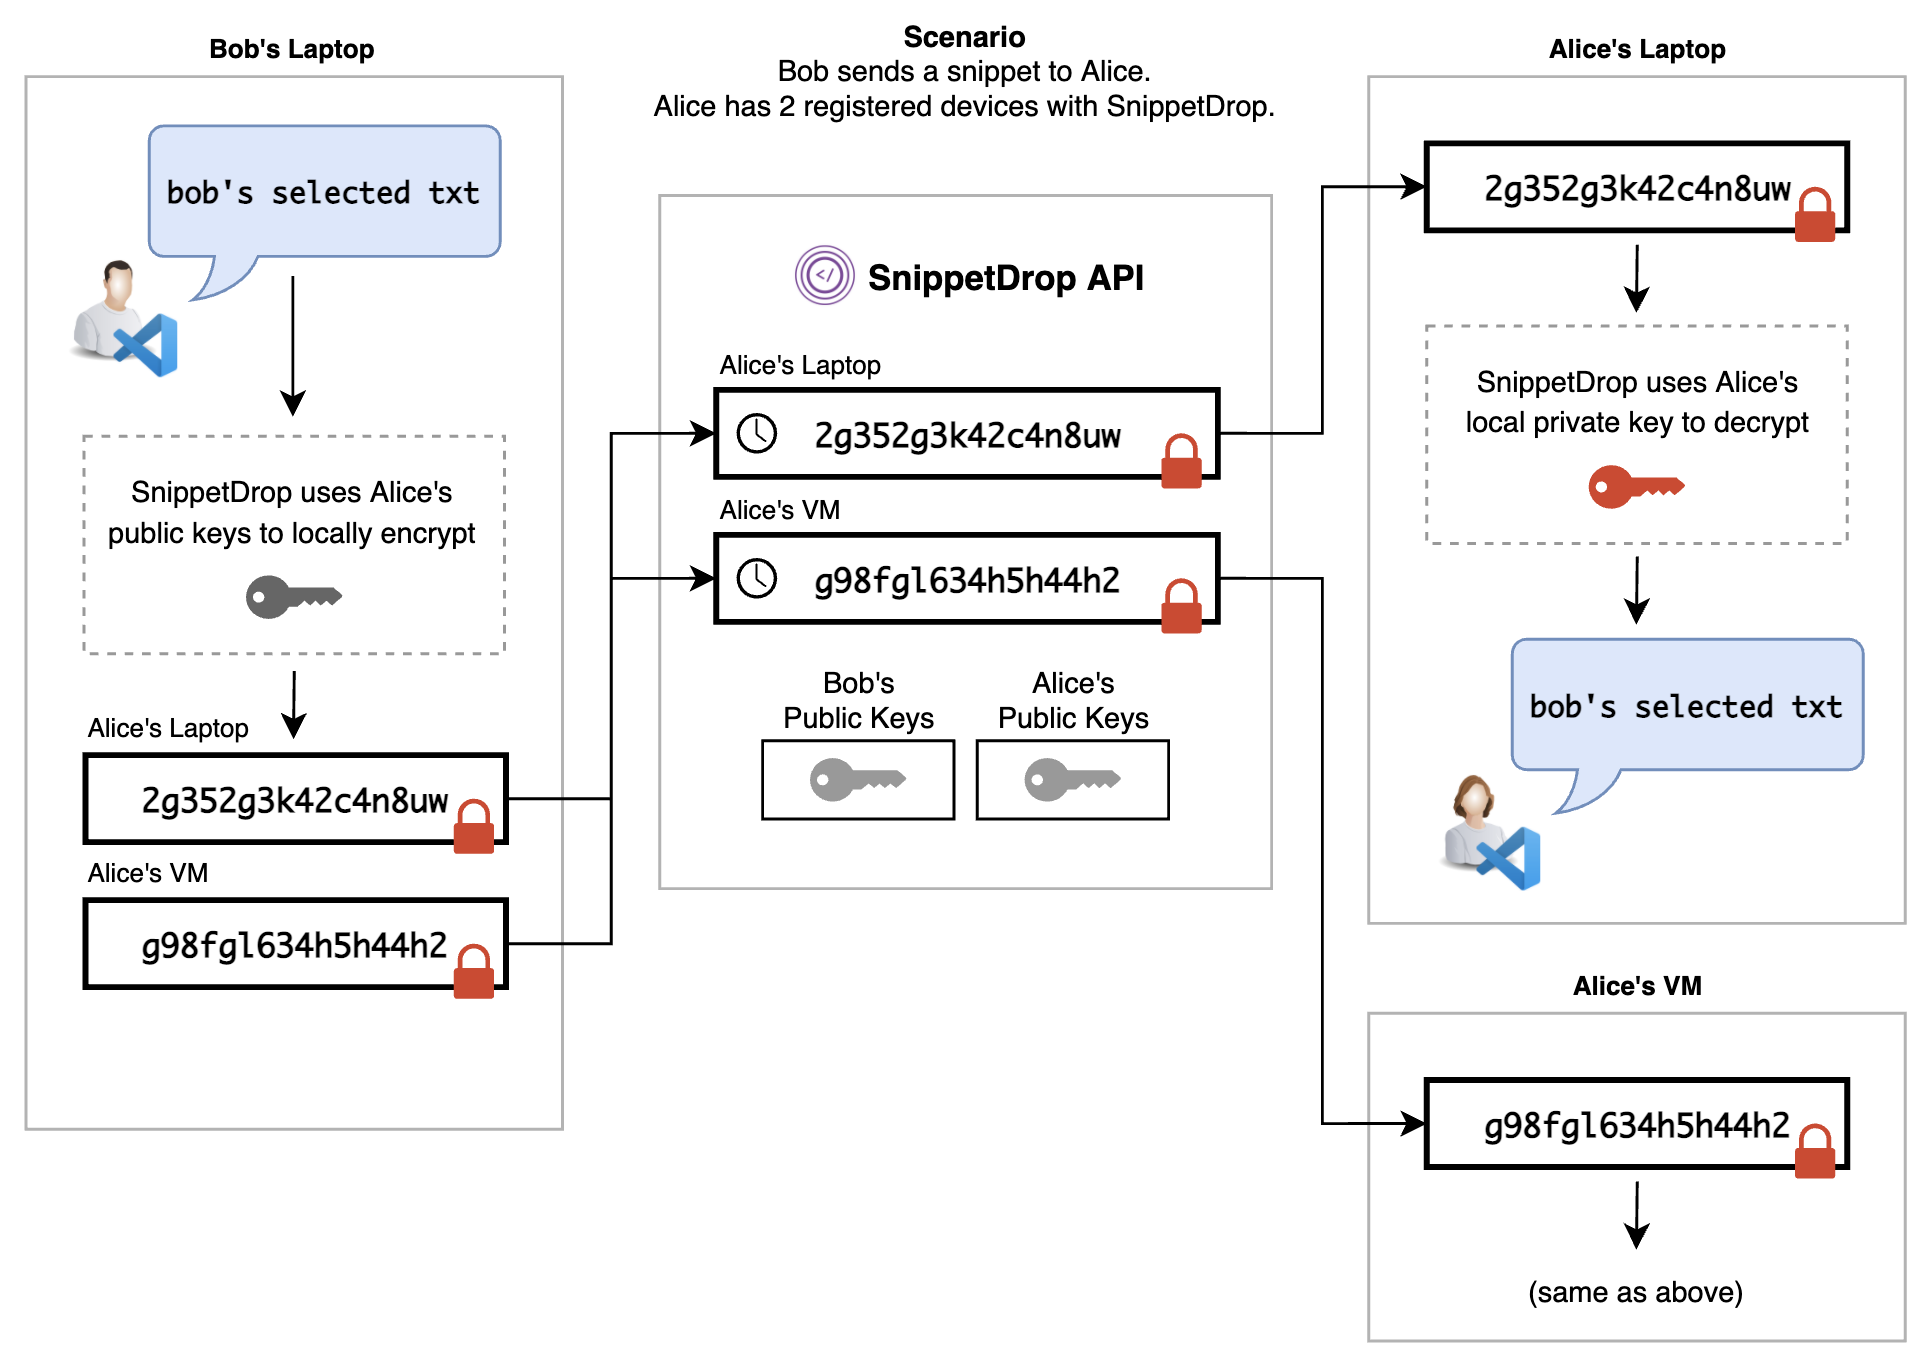 Scenario
Bob sends a snippet to Alice.
Alice has 2 registered devices with SnippetDrop.
Bob's Laptop
bob's selected txt
SnippetDrop uses Alice's
public keys to locally encrypt
Alice's Laptop
2g352g3k42c4n8uw
Alice's VM
g98fgl634h5h44h2
</> SnippetDrop API
Alice's Laptop
2g352g3k42c4n8uw
Alice's VM
g98fgl634h5h44h2
Bob's
Public Keys
Alice's
Public Keys
Alice's Laptop
2g352g3k42c4n8uw
SnippetDrop uses Alice's
local private key to decrypt
bob's selected txt
Alice's VM
g98fgl634h5h44h2
(same as above)